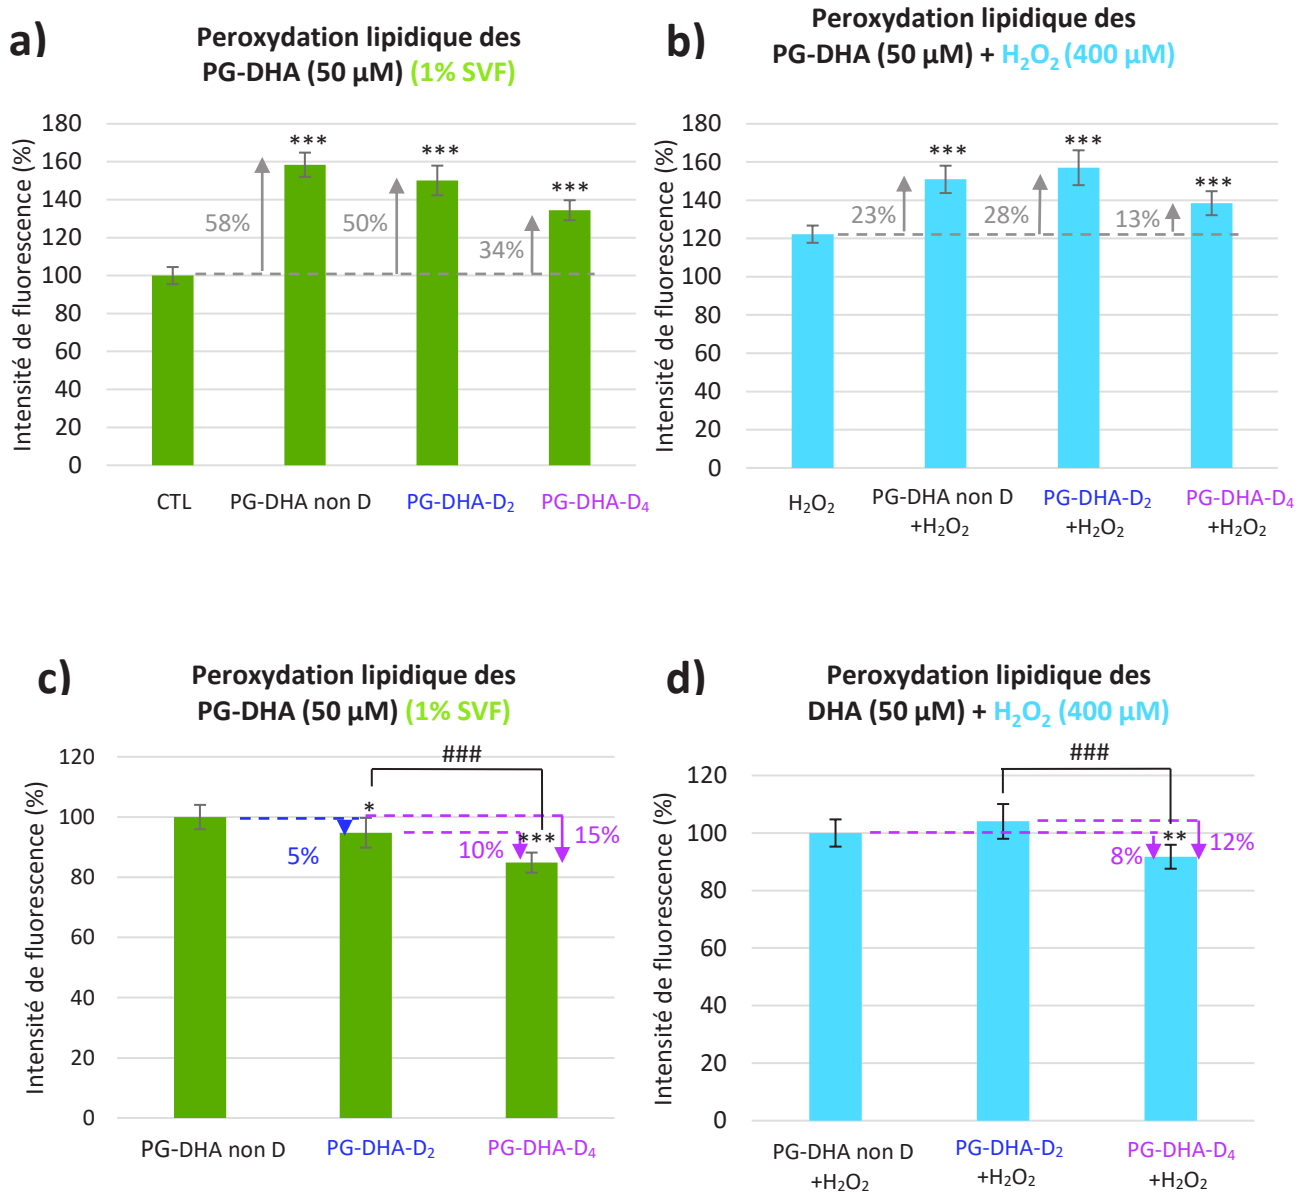 a)
Peroxydation lipidique des
PG-DHA (50 µM) (1% SVF)
Intensité de fluorescence (%)
180
160
140
120
100
80
60
40
20
0
58%
50%
34%
***
***
***
CTL
PG-DHA non D
PG-DHA-D₂
PG-DHA-D₄
b)
Peroxydation lipidique des
PG-DHA (50 µM) + H₂O₂ (400 µM)
Intensité de fluorescence (%)
180
160
140
120
100
80
60
40
20
0
23%
28%
13%
***
***
***
H₂O₂
PG-DHA non D
+H₂O₂
PG-DHA-D₂
+H₂O₂
PG-DHA-D₄
+H₂O₂
c)
Peroxydation lipidique des
PG-DHA (50 µM) (1% SVF)
Intensité de fluorescence (%)
120
100
80
60
40
20
0
###
*
***
5%
10%
15%
PG-DHA non D
PG-DHA-D₂
PG-DHA-D₄
d)
Peroxydation lipidique des
DHA (50 µM) + H₂O₂ (400 µM)
Intensité de fluorescence (%)
120
100
80
60
40
20
0
###
**
8%
12%
PG-DHA non D
+H₂O₂
PG-DHA-D₂
+H₂O₂
PG-DHA-D₄
+H₂O₂